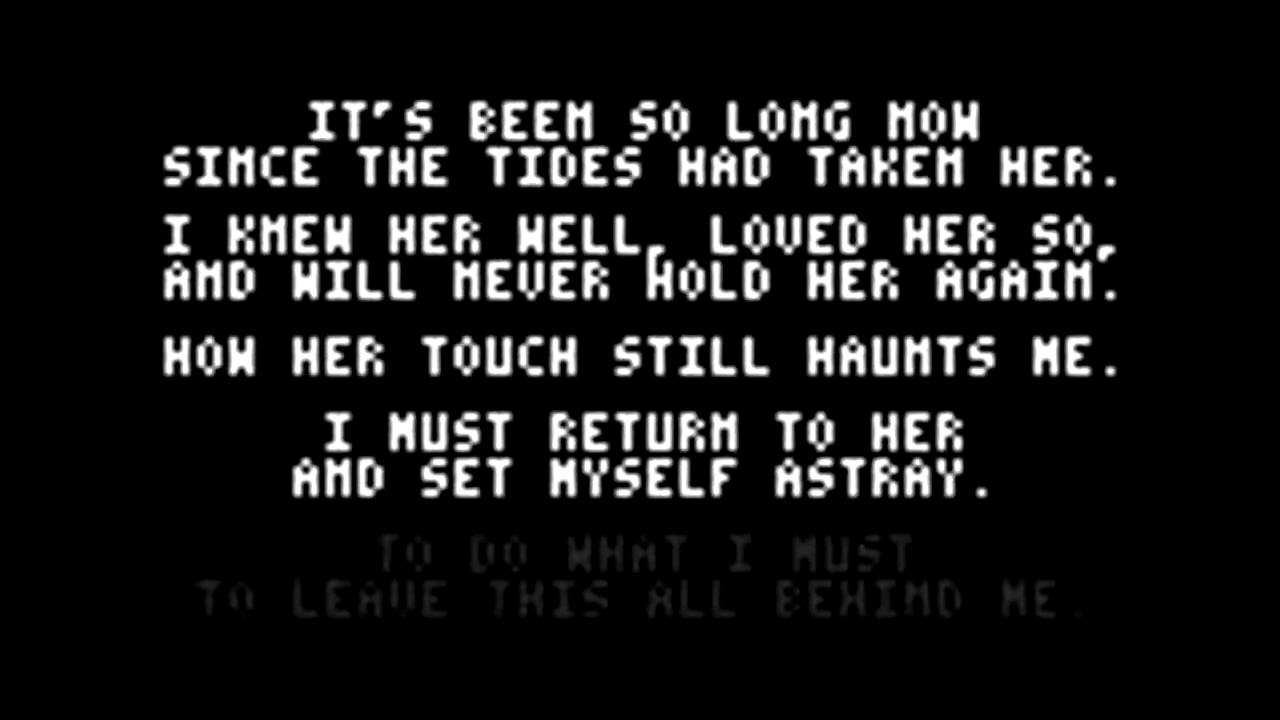 IT'S BEEN SO LONG NOW
SINCE THE TIDES HAD TAKEN HER.
I KNEW HER WELL, LOVED HER SO,
AND WILL NEVER HOLD HER AGAIN.
HOW HER TOUCH STILL HAUNTS ME.
I MUST RETURN TO HER
AND SET MYSELF ASTRAY.
TO DO WHAT I MUST
TO LEAVE THIS ALL BEHIND ME.